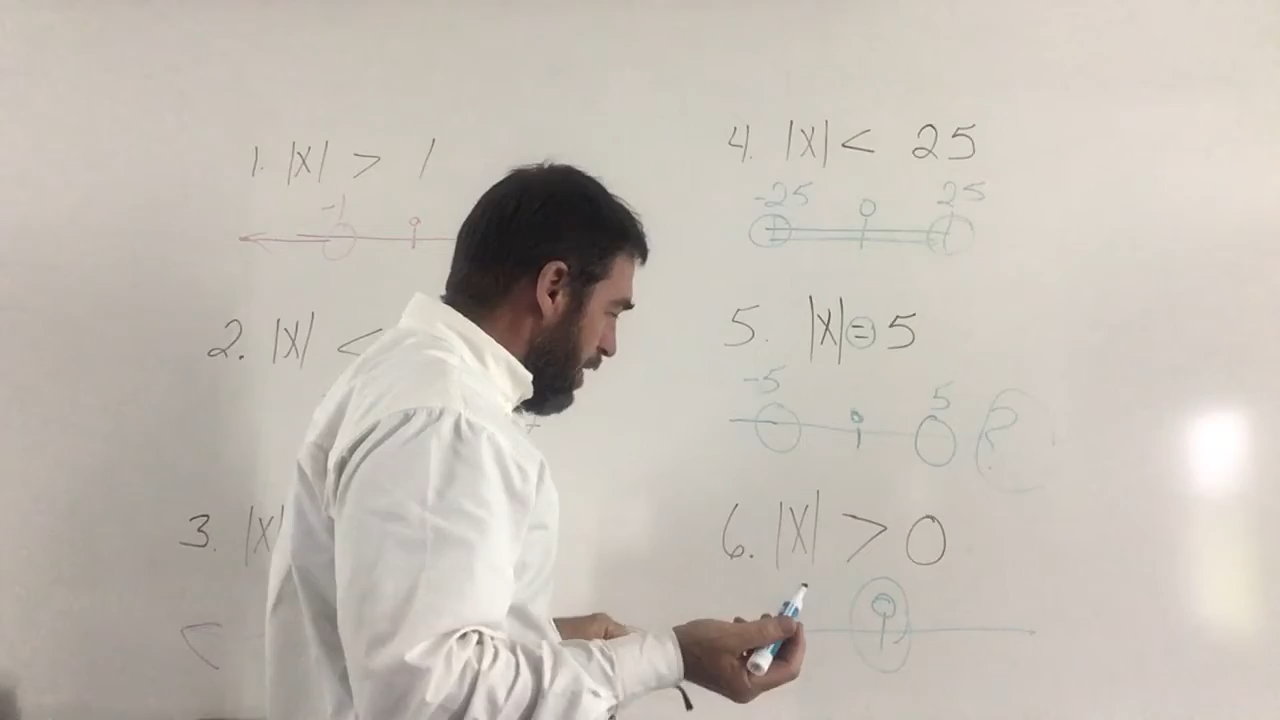 1. |X| > 1
-1 0
2. |X| <
3. |X|
4. |X| < 25
-25 0 25
5. |X| = 5
-5 0 5 ?
6. |X| > 0
0